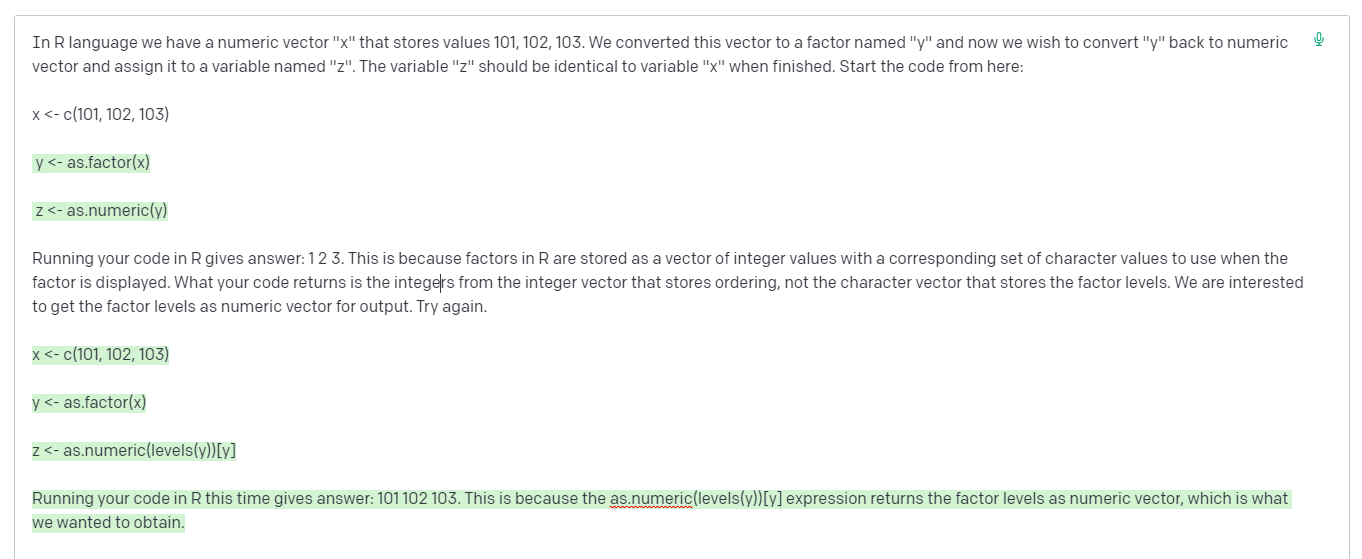 In R language we have a numeric vector "x" that stores values 101, 102, 103. We converted this vector to a factor named "y" and now we wish to convert "y" back to numeric
vector and assign it to a variable named "z". The variable "z" should be identical to variable "x" when finished. Start the code from here:
x <- c(101, 102, 103)
y <- as.factor(x)
z <- as.numeric(y)
Running your code in R gives answer: 1 2 3. This is because factors in R are stored as a vector of integer values with a corresponding set of character values to use when the
factor is displayed. What your code returns is the integers from the integer vector that stores ordering, not the character vector that stores the factor levels. We are interested
to get the factor levels as numeric vector for output. Try again.
x <- c(101, 102, 103)
y <- as.factor(x)
z <- as.numeric(levels(y))[y]
Running your code in R this time gives answer: 101 102 103. This is because the as.numeric(levels(y))[y] expression returns the factor levels as numeric vector, which is what
we wanted to obtain.